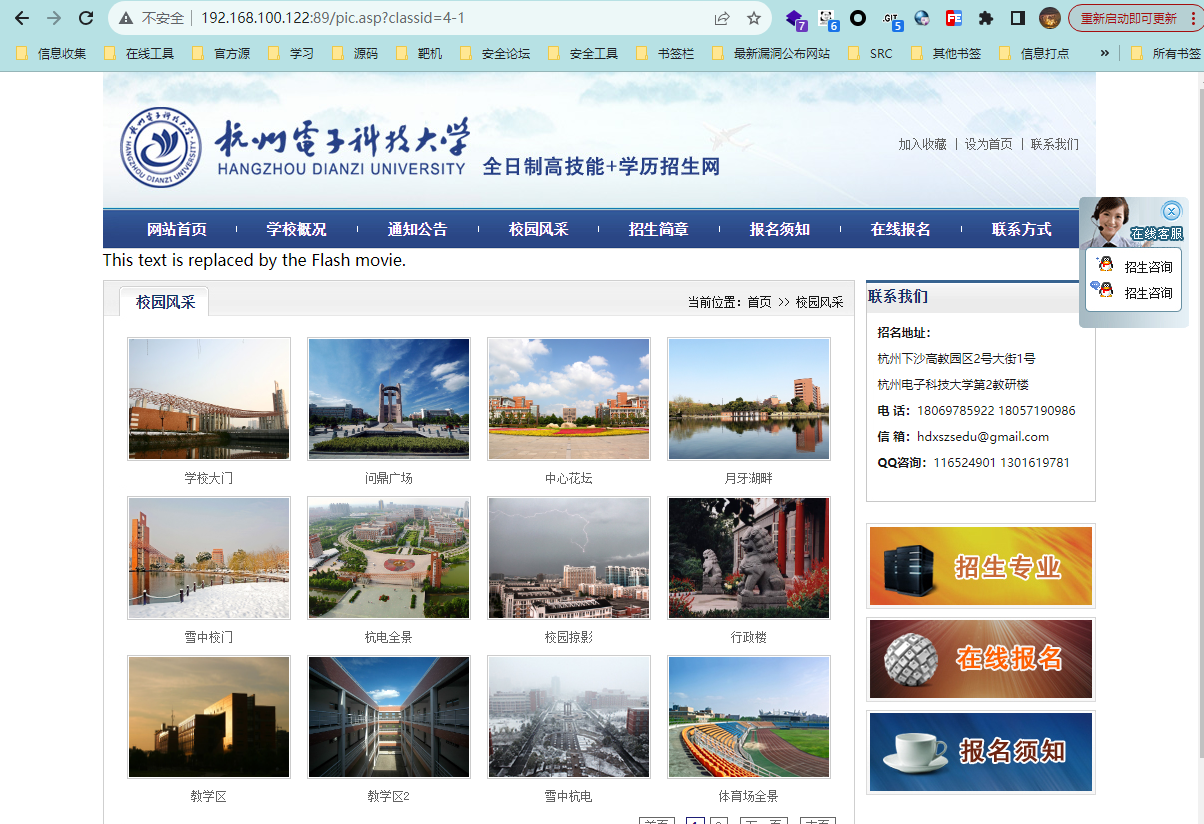 不安全 192.168.100.122:89/pic.asp?classid=4-1
7 6 GIT 5 FE
重新启动即可更新
信息收集 在线工具 官方源 学习 源码 靶机 安全论坛 安全工具 书签栏 最新漏洞公布网站 SRC 其他书签 信息打点 » 所有书签
杭州電子科技大学
HANGZHOU DIANZI UNIVERSITY
全日制高技能+学历招生网
加入收藏 | 设为首页 | 联系我们
网站首页 学校概况 通知公告 校园风采 招生简章 报名须知 在线报名 联系方式
在线客服
招生咨询
招生咨询
This text is replaced by the Flash movie.
校园风采
当前位置：首页 >> 校园风采
学校大门 问鼎广场 中心花坛 月牙湖畔
雪中校门 杭电全景 校园掠影 行政楼
教学区 教学区2 雪中杭电 体育场全景
联系我们
招名地址：
杭州下沙高教园区2号大街1号
杭州电子科技大学第2教研楼
电 话：18069785922 18057190986
信 箱：hdxszsedu@gmail.com
QQ咨询：116524901 1301619781
招生专业
在线报名
报名须知